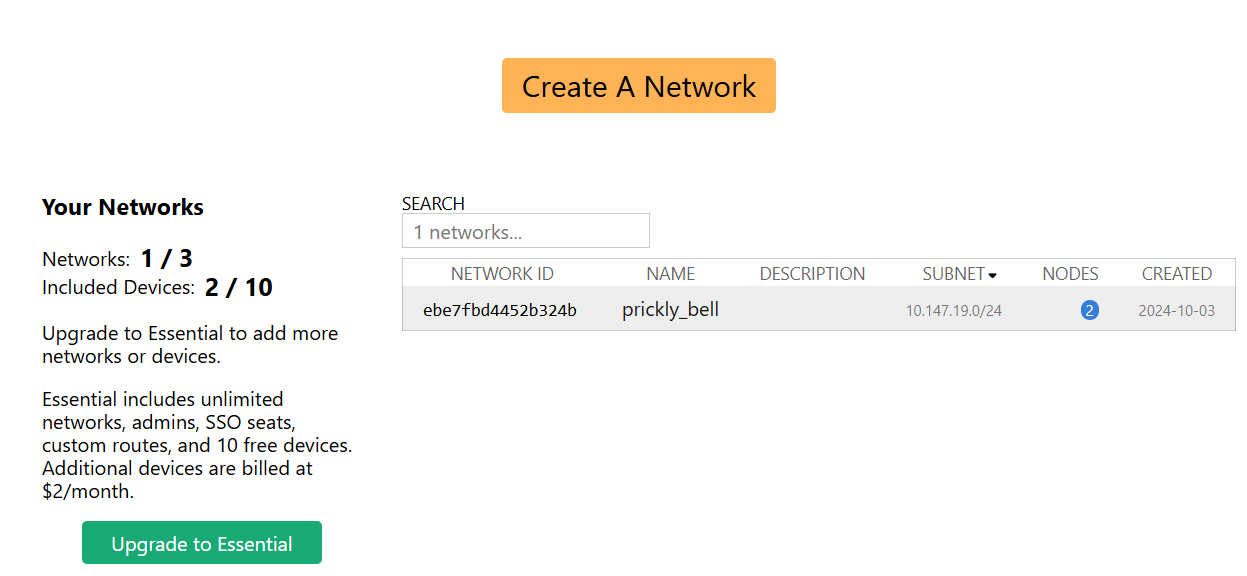 Create A Network
Your Networks
Networks: 1 / 3
Included Devices: 2 / 10
Upgrade to Essential to add more
networks or devices.
Essential includes unlimited
networks, admins, SSO seats,
custom routes, and 10 free devices.
Additional devices are billed at
$2/month.
Upgrade to Essential
SEARCH
1 networks...
NETWORK ID NAME DESCRIPTION SUBNET NODES CREATED
ebe7fbd4452b324b prickly_bell 10.147.19.0/24 2 2024-10-03